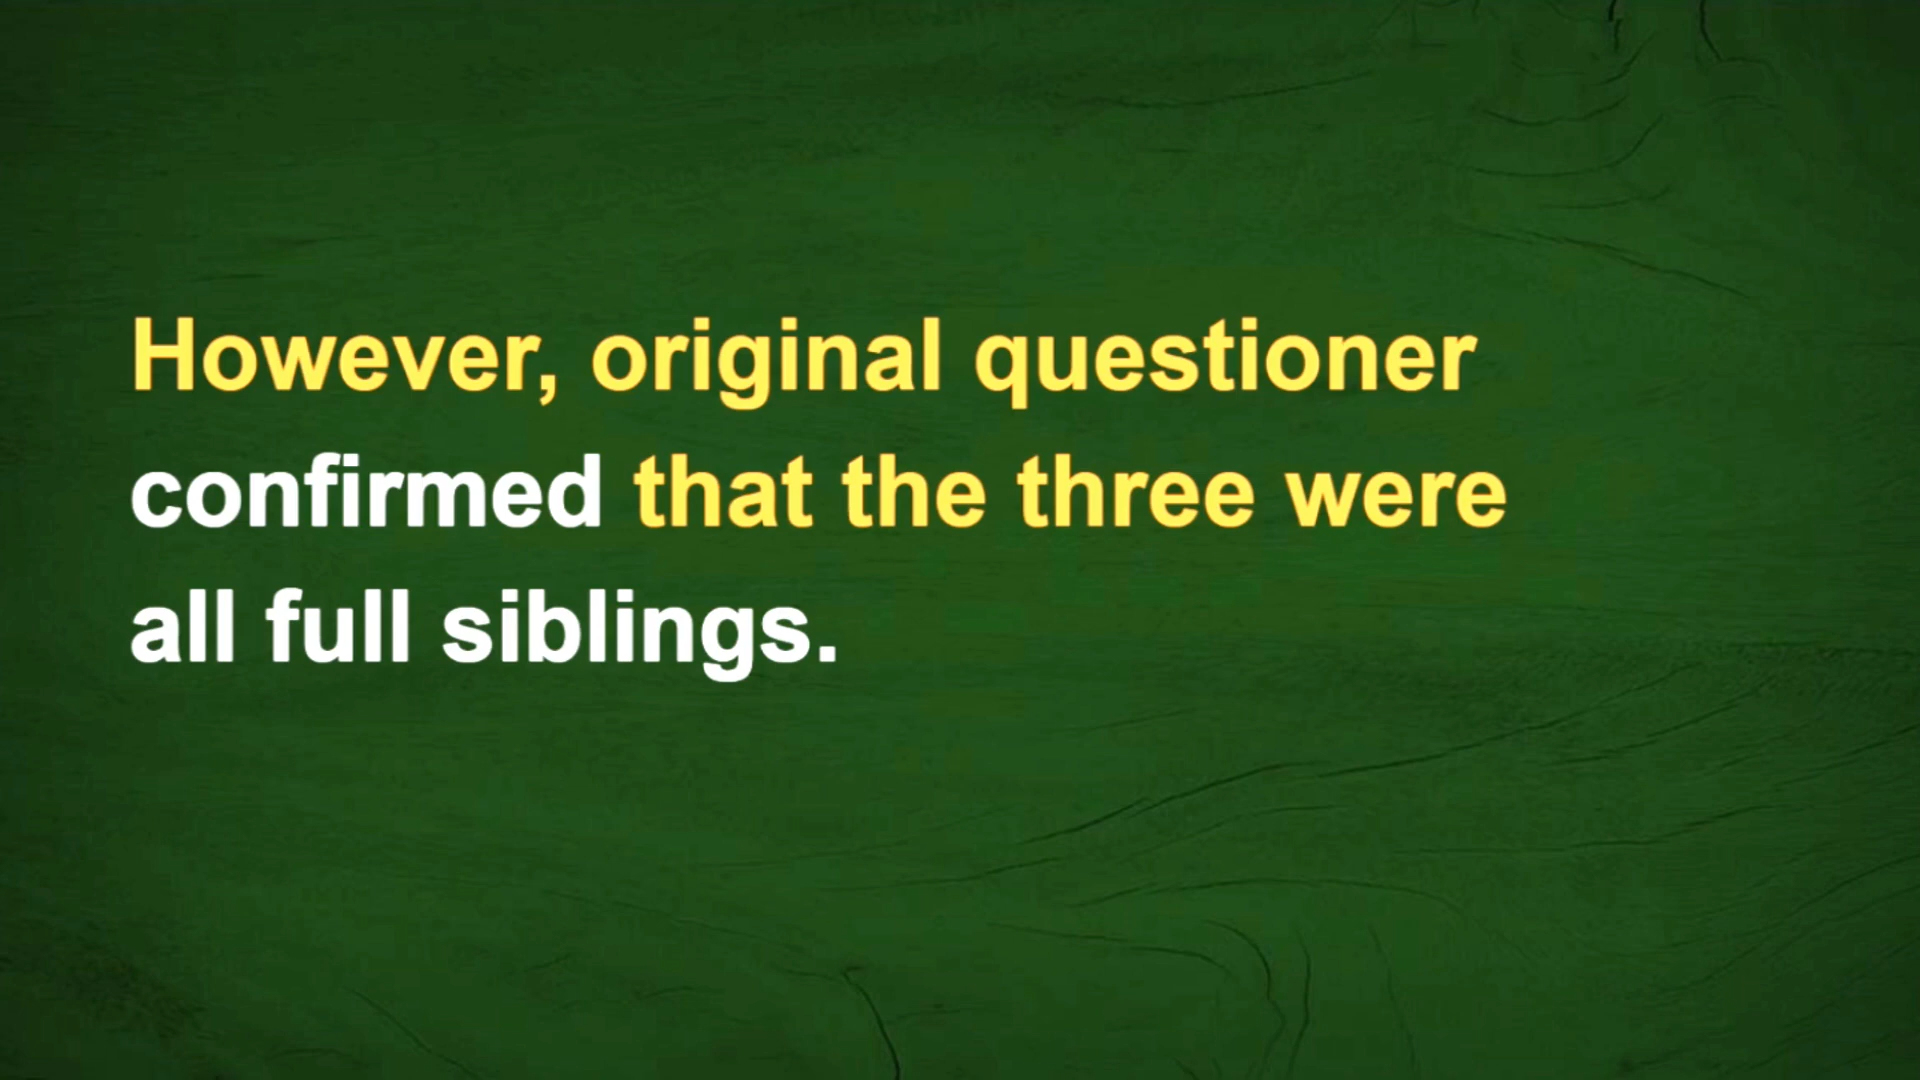 However, original questioner
confirmed that the three were
all full siblings.